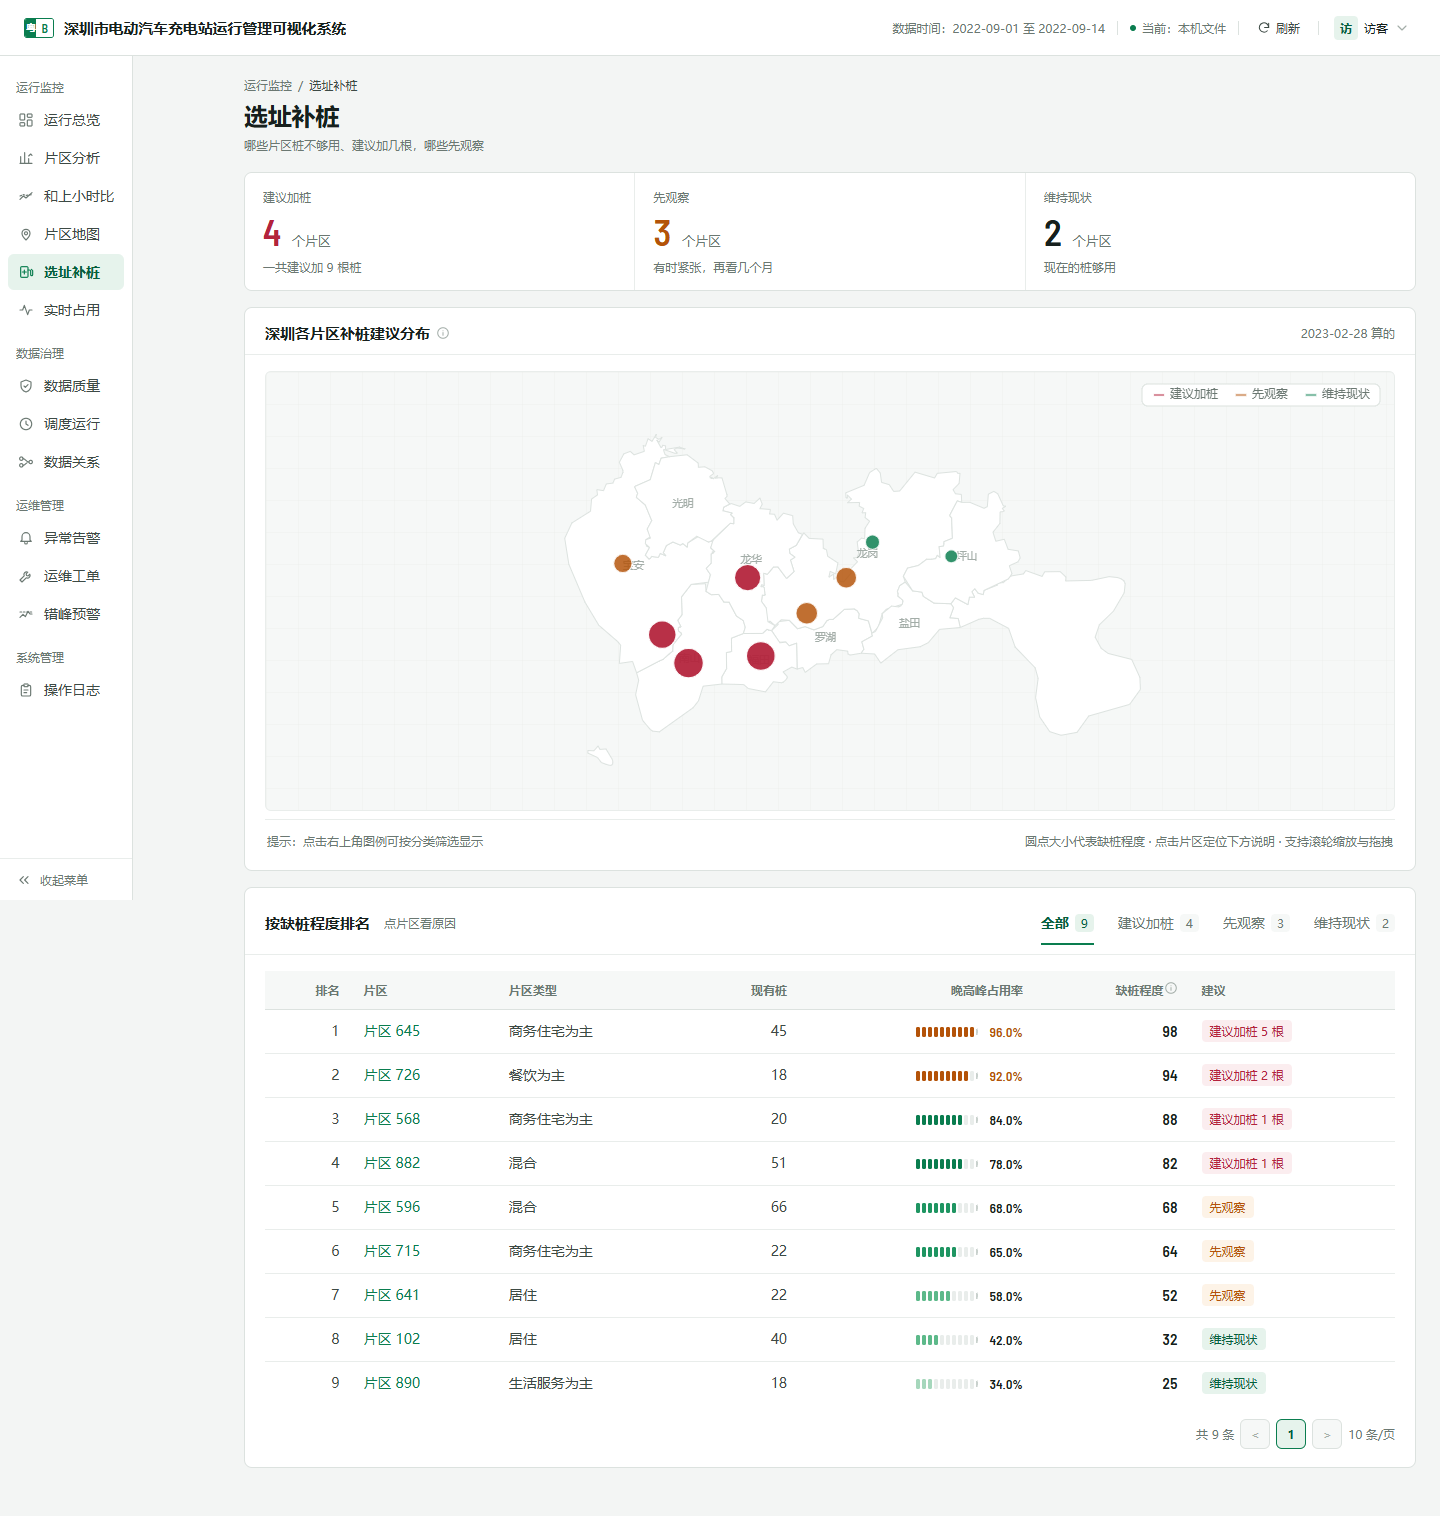 粤B 深圳市电动汽车充电站运行管理可视化系统
数据时间：2022-09-01 至 2022-09-14
当前：本机文件
刷新
访 访客
运行监控
运行总览
片区分析
和上小时比
片区地图
选址补桩
实时占用
数据治理
数据质量
调度运行
数据关系
运维管理
异常告警
运维工单
错峰预警
系统管理
操作日志
收起菜单
运行监控 / 选址补桩
选址补桩
哪些片区桩不够用、建议加几根，哪些先观察
建议加桩
4 个片区
一共建议加 9 根桩
先观察
3 个片区
有时紧张，再看几个月
维持现状
2 个片区
现在的桩够用
深圳各片区补桩建议分布
2023-02-28 算的
建议加桩 先观察 维持现状
光明
龙华
龙岗
坪山
安
盐田
罗湖
提示：点击右上角图例可按分类筛选显示
圆点大小代表缺桩程度 · 点击片区定位下方说明 · 支持滚轮缩放与拖拽
按缺桩程度排名 点片区看原因
全部 9 建议加桩 4 先观察 3 维持现状 2
排名 片区 片区类型 现有桩 晚高峰占用率 缺桩程度 建议
1 片区 645 商务住宅为主 45 96.0% 98 建议加桩 5 根
2 片区 726 餐饮为主 18 92.0% 94 建议加桩 2 根
3 片区 568 商务住宅为主 20 84.0% 88 建议加桩 1 根
4 片区 882 混合 51 78.0% 82 建议加桩 1 根
5 片区 596 混合 66 68.0% 68 先观察
6 片区 715 商务住宅为主 22 65.0% 64 先观察
7 片区 641 居住 22 58.0% 52 先观察
8 片区 102 居住 40 42.0% 32 维持现状
9 片区 890 生活服务为主 18 34.0% 25 维持现状
共 9 条 < 1 > 10 条/页